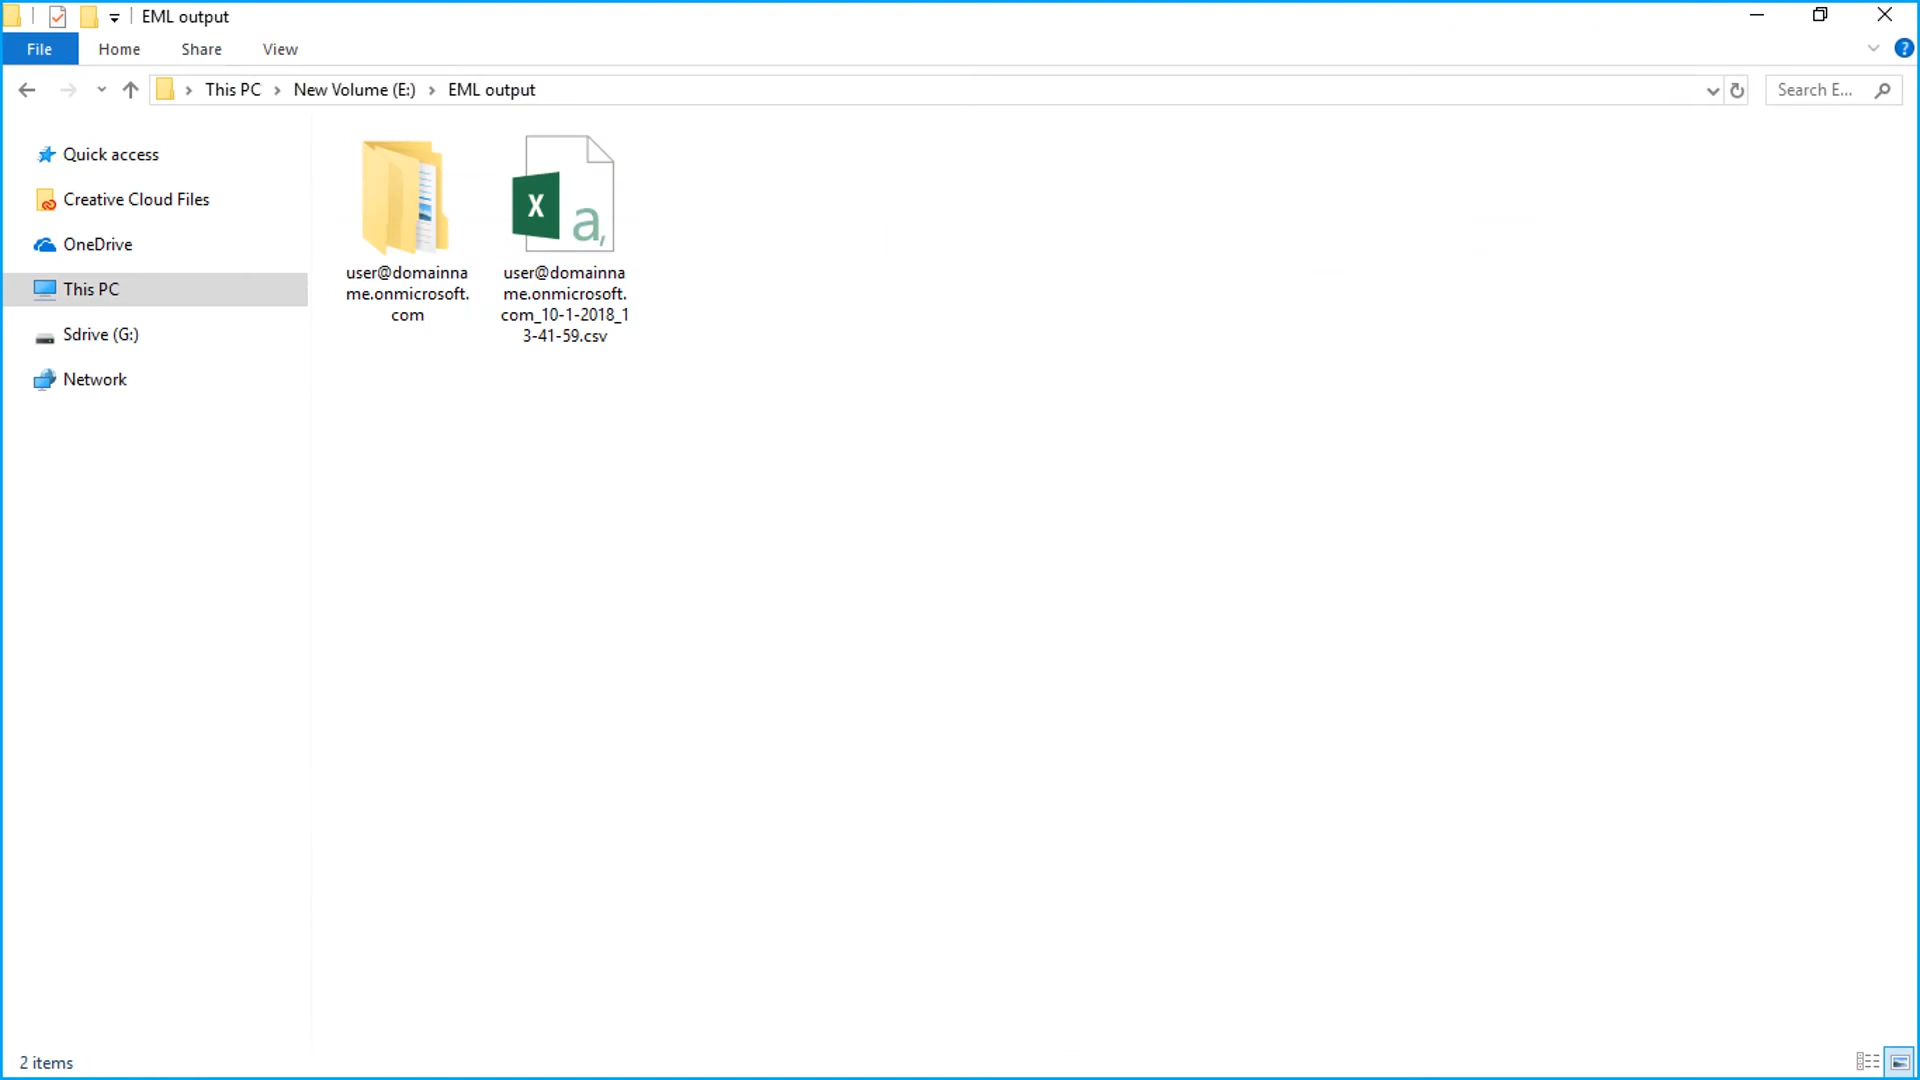 EML output
File Home Share View
This PC New Volume (E:) EML output
Search E...
Quick access
Creative Cloud Files
OneDrive
This PC
Sdrive (G:)
Network
user@domainna
me.onmicrosoft.
com
X a,
user@domainna
me.onmicrosoft.
com_10-1-2018_1
3-41-59.csv
2 items